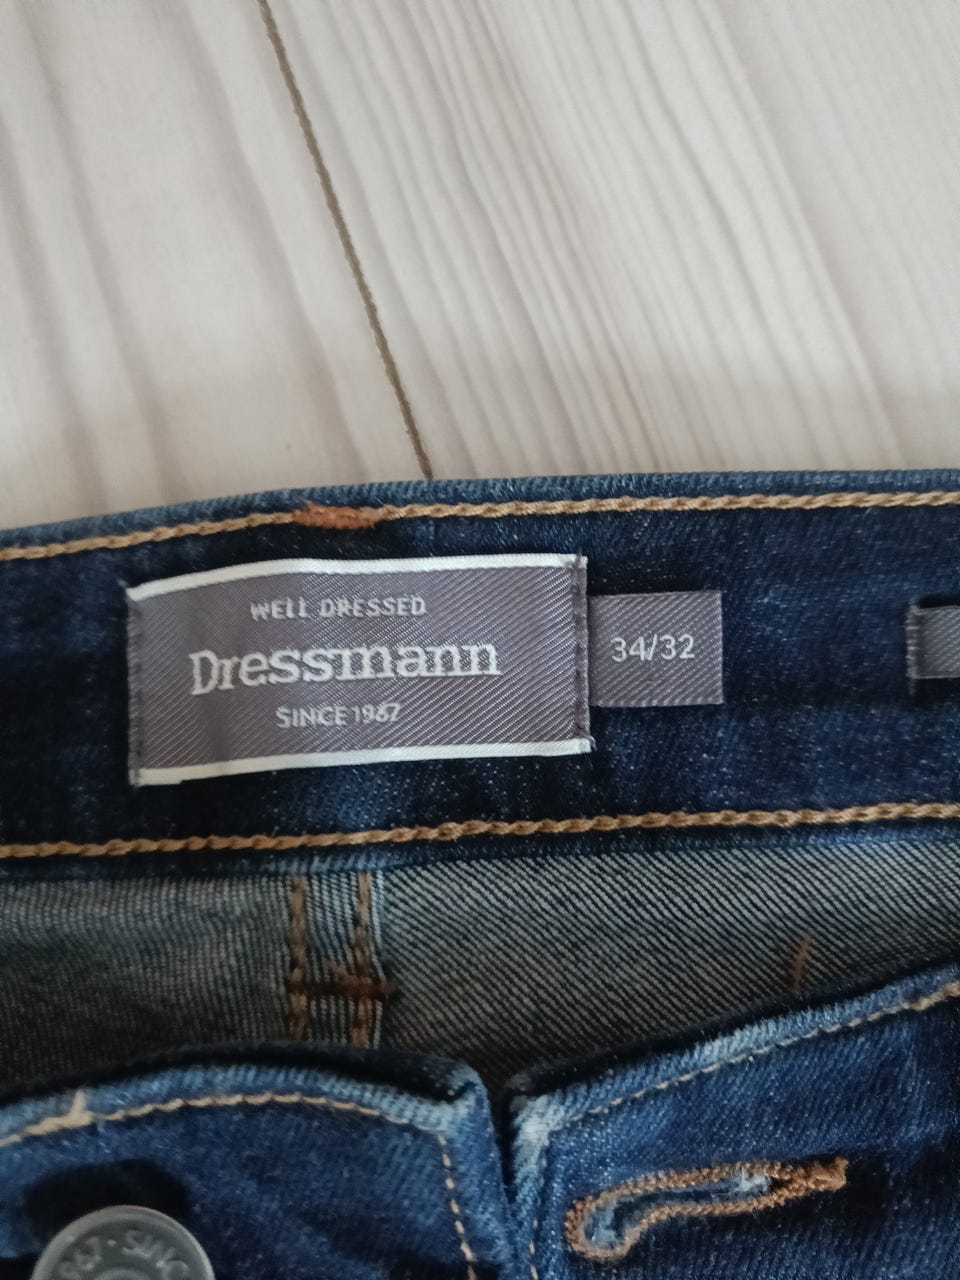 WELL DRESSED
Dressmann
SINCE 1967
34/32